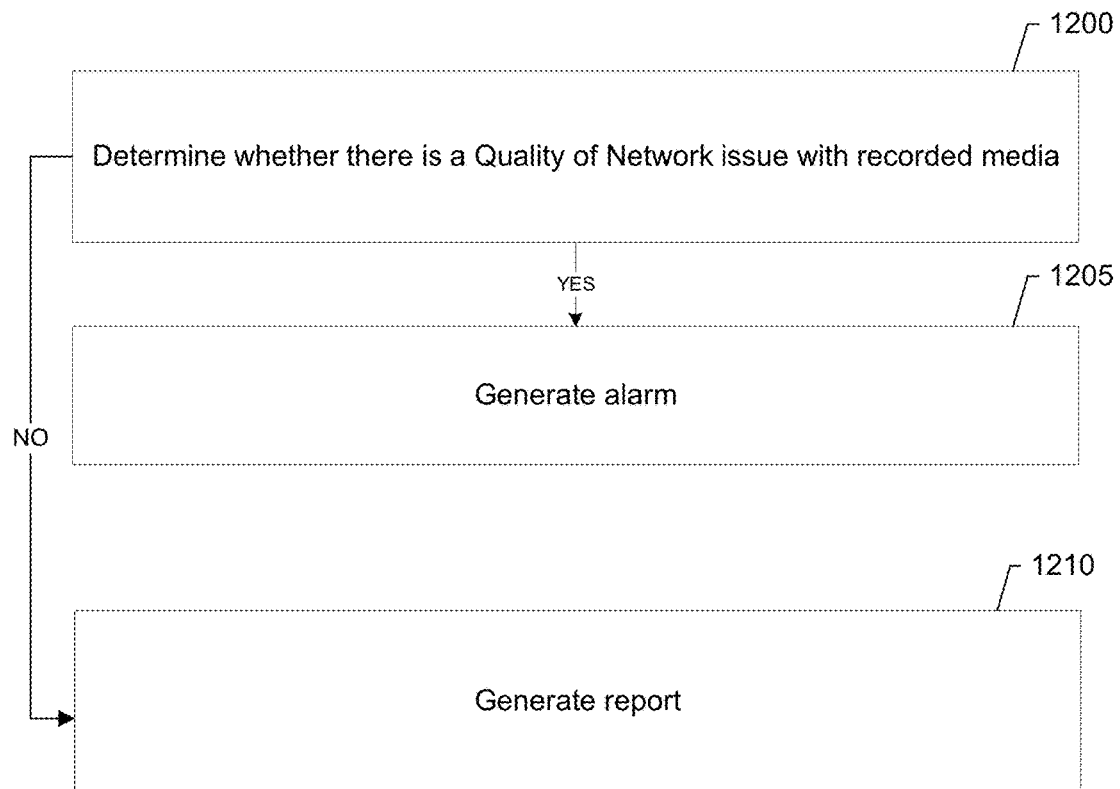 1200
Determine whether there is a Quality of Network issue with recorded media
YES
1205
Generate alarm
NO
1210
Generate report